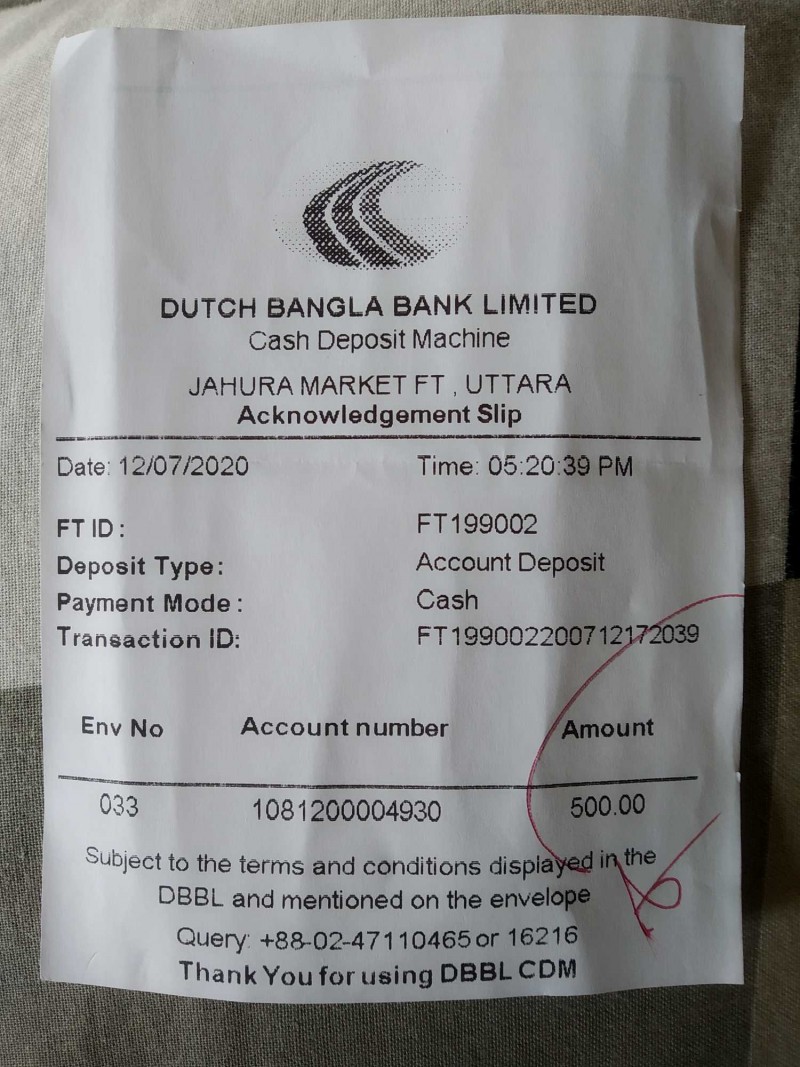 DUTCH BANGLA BANK LIMITED
Cash Deposit Machine
JAHURA MARKET FT , UTTARA
Acknowledgement Slip
Date: 12/07/2020 Time: 05:20:39 PM
FT ID : FT199002
Deposit Type: Account Deposit
Payment Mode : Cash
Transaction ID: FT199002200712172039
Env No Account number Amount
033 1081200004930 500.00
Subject to the terms and conditions displayed in the
DBBL and mentioned on the envelope
Query: +88-02-47110465 or 16216
Thank You for using DBBL CDM